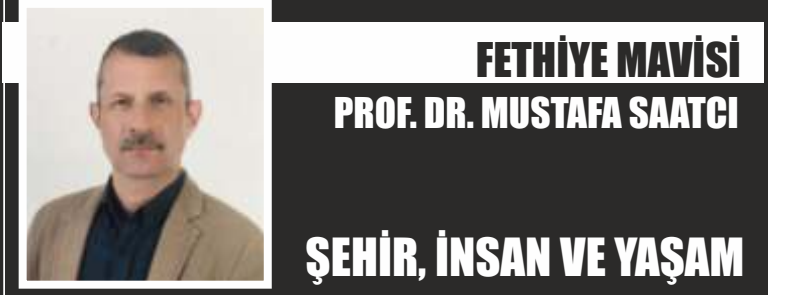 FETHİYE MAVİSİ
PROF. DR. MUSTAFA SAATCI
ŞEHİR, İNSAN VE YAŞAM